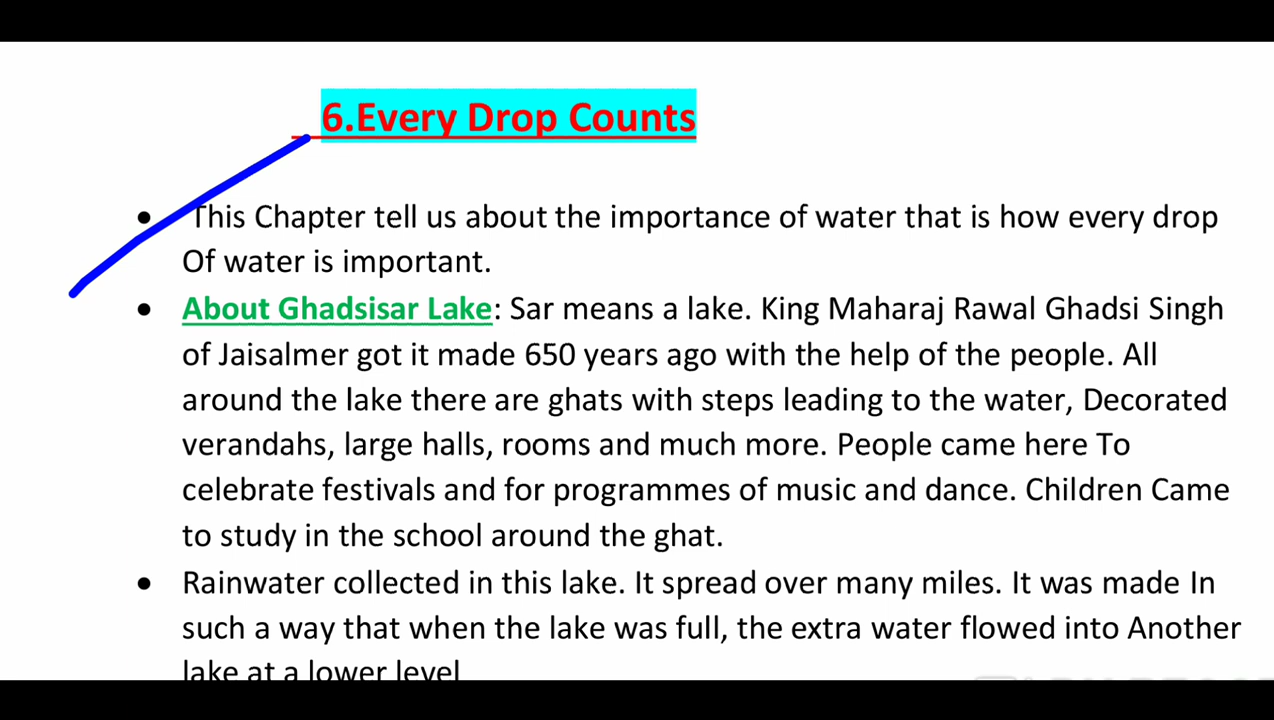 6.Every Drop Counts
This Chapter tell us about the importance of water that is how every drop
Of water is important.
About Ghadsisar Lake: Sar means a lake. King Maharaj Rawal Ghadsi Singh
of Jaisalmer got it made 650 years ago with the help of the people. All
around the lake there are ghats with steps leading to the water, Decorated
verandahs, large halls, rooms and much more. People came here To
celebrate festivals and for programmes of music and dance. Children Came
to study in the school around the ghat.
Rainwater collected in this lake. It spread over many miles. It was made In
such a way that when the lake was full, the extra water flowed into Another
lake at a lower level